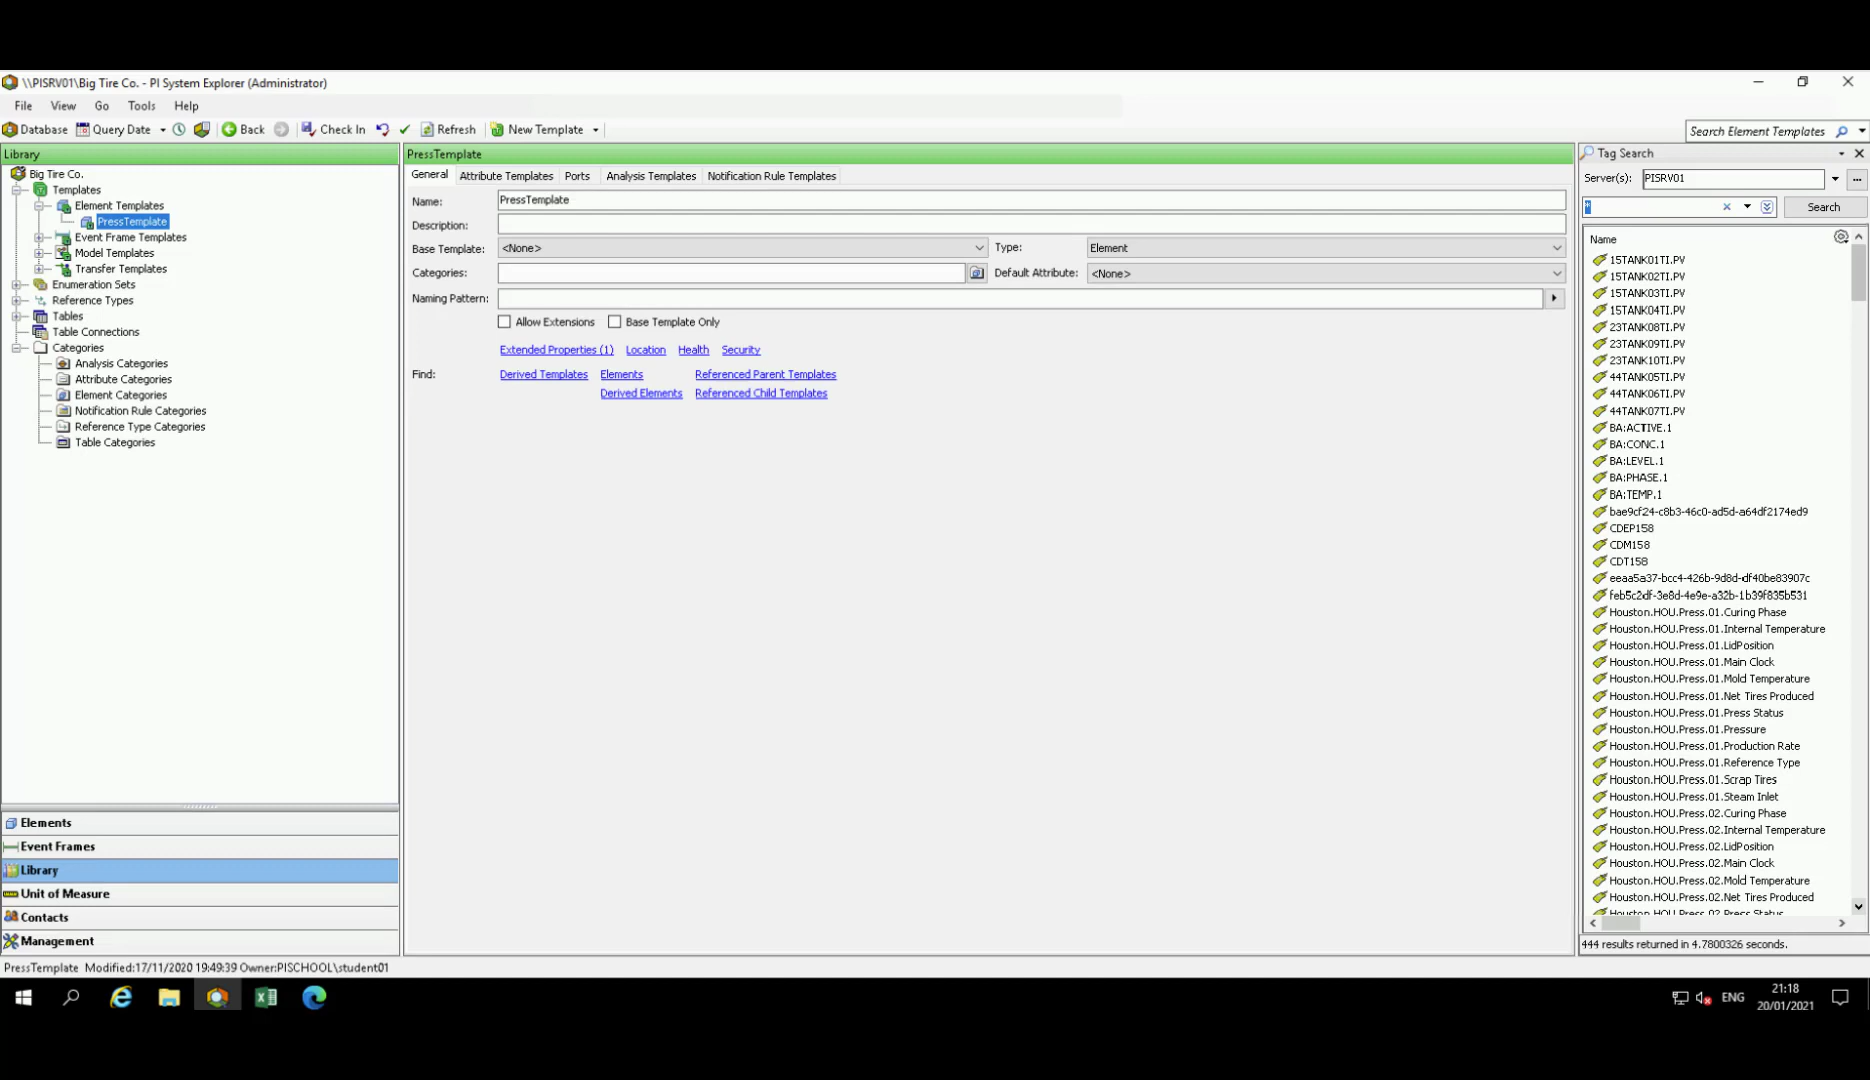 \\PISRV01\Big Tire Co. - PI System Explorer (Administrator)
File View Go Tools Help
Database Query Date Back Check In Refresh New Template
Search Element Templates
Library
Big Tire Co.
Templates
Element Templates
PressTemplate
Event Frame Templates
Model Templates
Transfer Templates
Enumeration Sets
Reference Types
Tables
Table Connections
Categories
Analysis Categories
Attribute Categories
Element Categories
Notification Rule Categories
Reference Type Categories
Table Categories
Elements
Event Frames
Library
Unit of Measure
Contacts
Management
PressTemplate
General Attribute Templates Ports Analysis Templates Notification Rule Templates
Name: PressTemplate
Description:
Base Template: <None> Type: Element
Categories: Default Attribute: <None>
Naming Pattern:
Allow Extensions Base Template Only
Extended Properties (1) Location Health Security
Find: Derived Templates Elements Referenced Parent Templates
Derived Elements Referenced Child Templates
Tag Search
Server(s): PISRV01 ...
* Search
Name
15TANK01TI.PV
15TANK02TI.PV
15TANK03TI.PV
15TANK04TI.PV
23TANK08TI.PV
23TANK09TI.PV
23TANK10TI.PV
44TANK05TI.PV
44TANK06TI.PV
44TANK07TI.PV
BA:ACTIVE.1
BA:CONC.1
BA:LEVEL.1
BA:PHASE.1
BA:TEMP.1
bae9cf24-c8b3-46c0-ad5d-a64df2174ed9
CDEP158
CDM158
CDT158
eeaa5a37-bcc4-426b-9d8d-df40be83907c
feb5c2df-3e8d-4e9e-a32b-1b39f835b531
Houston.HOU.Press.01.Curing Phase
Houston.HOU.Press.01.Internal Temperature
Houston.HOU.Press.01.LidPosition
Houston.HOU.Press.01.Main Clock
Houston.HOU.Press.01.Mold Temperature
Houston.HOU.Press.01.Net Tires Produced
Houston.HOU.Press.01.Press Status
Houston.HOU.Press.01.Pressure
Houston.HOU.Press.01.Production Rate
Houston.HOU.Press.01.Reference Type
Houston.HOU.Press.01.Scrap Tires
Houston.HOU.Press.01.Steam Inlet
Houston.HOU.Press.02.Curing Phase
Houston.HOU.Press.02.Internal Temperature
Houston.HOU.Press.02.LidPosition
Houston.HOU.Press.02.Main Clock
Houston.HOU.Press.02.Mold Temperature
Houston.HOU.Press.02.Net Tires Produced
Houston.HOU.Press.02.Press Status
444 results returned in 4.7800326 seconds.
PressTemplate Modified:17/11/2020 19:49:39 Owner:PISCHOOL\student01
ENG
21:18
20/01/2021